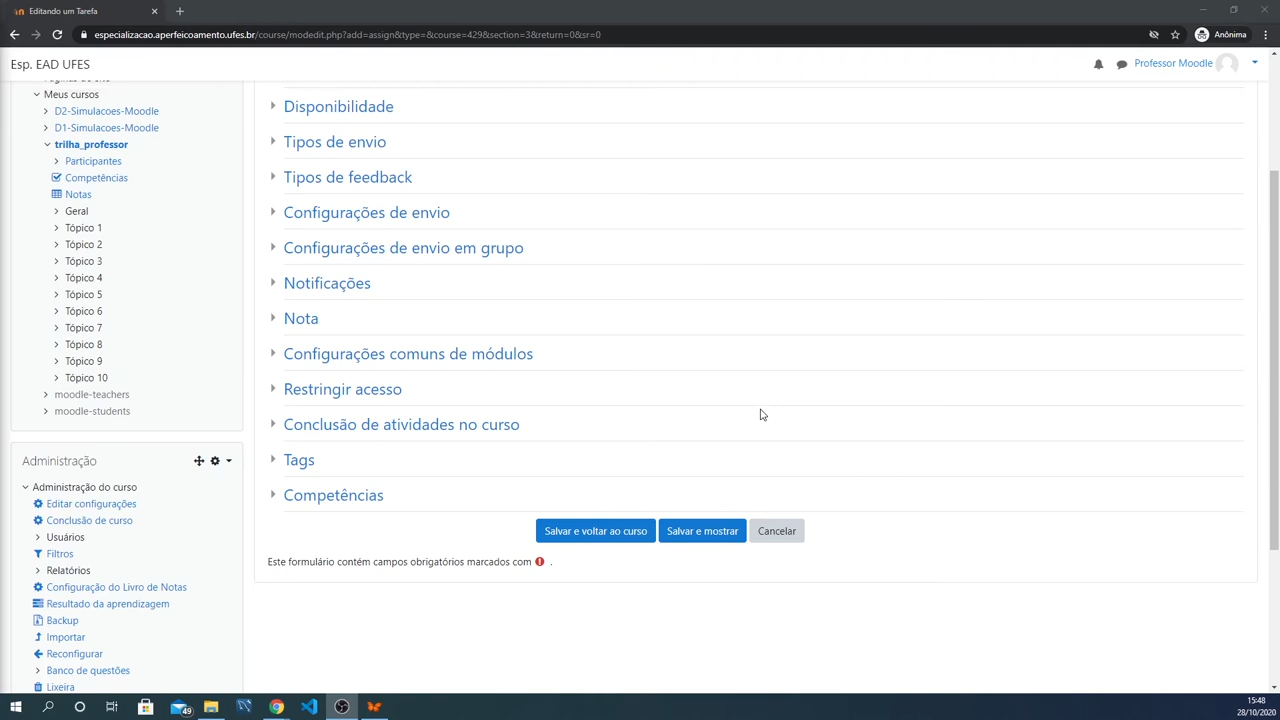 Editando um Tarefa
especializacao.aperfeicoamento.ufes.br/course/modedit.php?add=assign&type=&course=429&section=3&return=0&sr=0
Anônima
Esp. EAD UFES
Professor Moodle
Meus cursos
D2-Simulacoes-Moodle
D1-Simulacoes-Moodle
trilha_professor
Participantes
Competências
Notas
Geral
Tópico 1
Tópico 2
Tópico 3
Tópico 4
Tópico 5
Tópico 6
Tópico 7
Tópico 8
Tópico 9
Tópico 10
moodle-teachers
moodle-students
Administração
Administração do curso
Editar configurações
Conclusão de curso
Usuários
Filtros
Relatórios
Configuração do Livro de Notas
Resultado da aprendizagem
Backup
Importar
Reconfigurar
Banco de questões
Lixeira
Disponibilidade
Tipos de envio
Tipos de feedback
Configurações de envio
Configurações de envio em grupo
Notificações
Nota
Configurações comuns de módulos
Restringir acesso
Conclusão de atividades no curso
Tags
Competências
Salvar e voltar ao curso
Salvar e mostrar
Cancelar
Este formulário contém campos obrigatórios marcados com .
49
15:48
28/10/2020